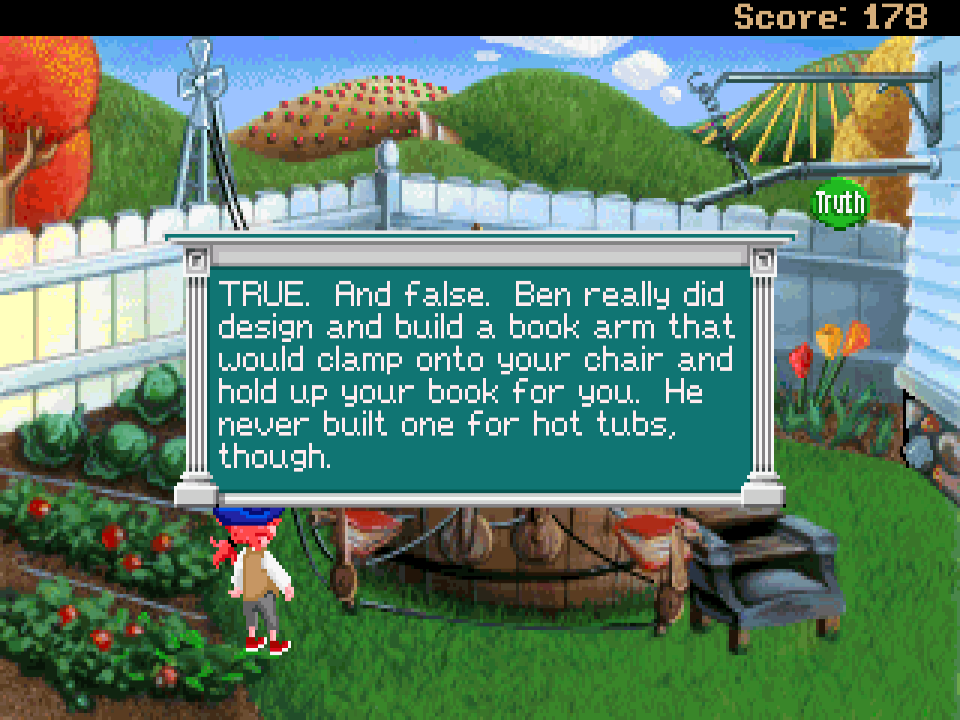 Score: 178
Truth
TRUE.  And false.  Ben really did
design and build a book arm that
would clamp onto your chair and
hold up your book for you.  He
never built one for hot tubs,
though.